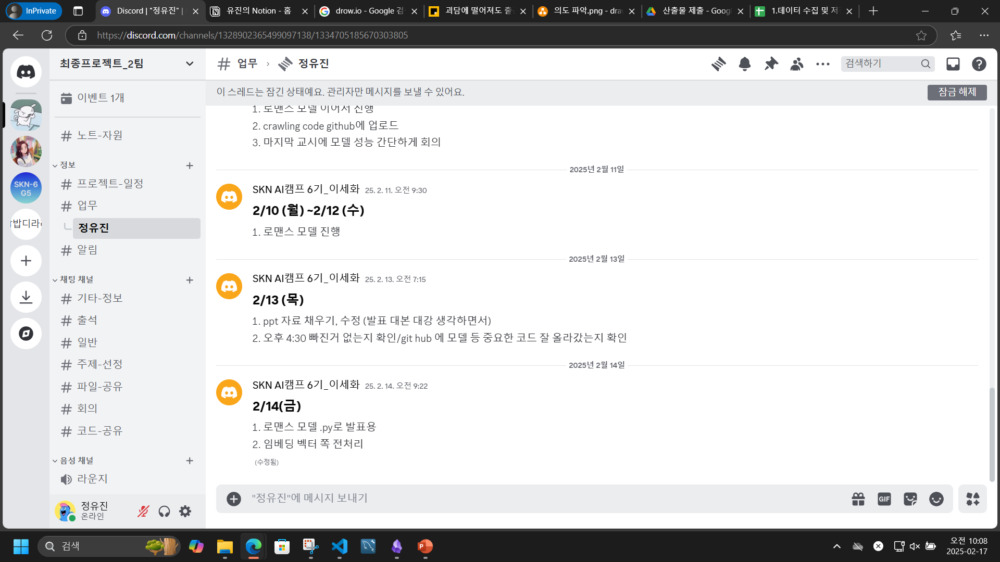 InPrivate
Discord | "정유진" |
유진의 Notion - 홈
drow.io - Google 검
괴담에 떨어져도 출
의도 파악.png - drav
산출물 제출 - Goog
1.데이터 수집 및 저
https://discord.com/channels/1328902365499097138/1334705185670303805
최종프로젝트_2팀
업무
정유진
검색하기
이 스레드는 잠긴 상태예요. 관리자만 메시지를 보낼 수 있어요.
잠금 해제
이벤트 1개
노트-자원
정보
프로젝트-일정
업무
정유진
알림
채팅 채널
기타-정보
출석
일반
주제-선정
파일-공유
회의
코드-공유
음성 채널
라운지
정유진
온라인
SKN-6
G5
밥디라
1. 로맨스 모델 이어서 진행
2. crawling code github에 업로드
3. 마지막 교시에 모델 성능 간단하게 회의
2025년 2월 11일
SKN AI캠프 6기_이세화 25. 2. 11. 오전 9:30
2/10 (월) ~2/12 (수)
1. 로맨스 모델 진행
2025년 2월 13일
SKN AI캠프 6기_이세화 25. 2. 13. 오전 7:15
2/13 (목)
1. ppt 자료 채우기, 수정 (발표 대본 대강 생각하면서)
2. 오후 4:30 빠진거 없는지 확인/git hub 에 모델 등 중요한 코드 잘 올라갔는지 확인
2025년 2월 14일
SKN AI캠프 6기_이세화 25. 2. 14. 오전 9:22
2/14(금)
1. 로맨스 모델 .py로 발표용
2. 임베딩 벡터 쪽 전처리
(수정됨)
"정유진"에 메시지 보내기
GIF
검색
오전 10:08
2025-02-17